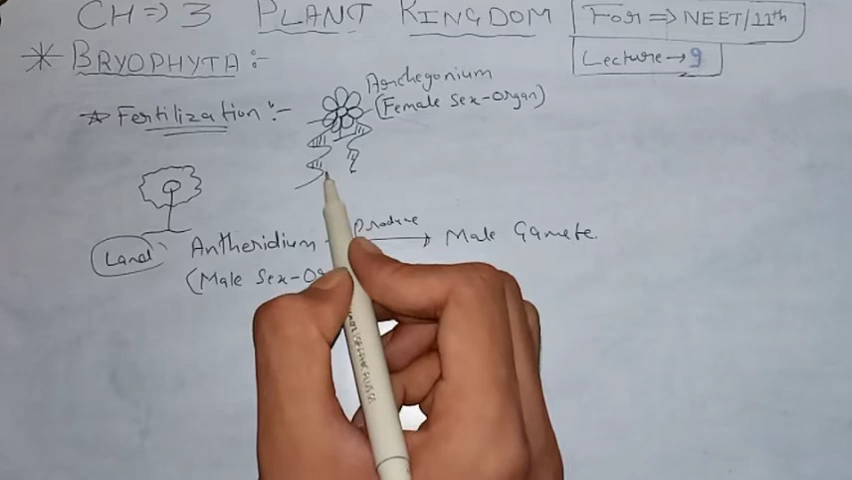 CH => 3 PLANT KINGDOM
For => NEET/11th
Lecture → 9
* BRYOPHYTA :-
* Fertilization :-
Archegonium
(Female Sex-Organ)
Land
Antheridium Produce → Male Gamete.
(Male Sex-Or